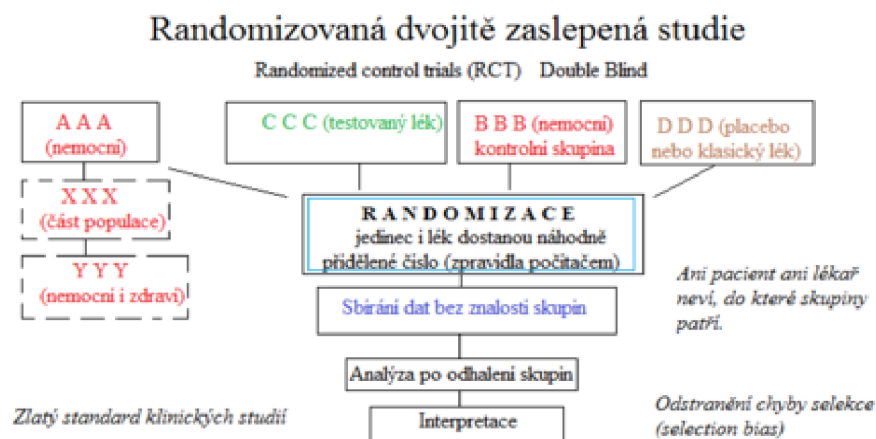 Randomizovaná dvojitě zaslepená studie
Randomized control trials (RCT) Double Blind
A A A
(nemocní)
C C C (testovaný lék)
B B B (nemocní)
kontrolní skupina
D D D (placebo
nebo klasický lék)
X X X
(část populace)
Y Y Y
(nemocní i zdraví)
R A N D O M I Z A C E
jedinec i lék dostanou náhodně
přidělené číslo (zpravidla počítačem)
Ani pacient ani lékař
neví, do které skupiny
patří.
Sbírání dat bez znalosti skupin
Analýza po odhalení skupin
Zlatý standard klinických studií
Interpretace
Odstranění chyby selekce
(selection bias)